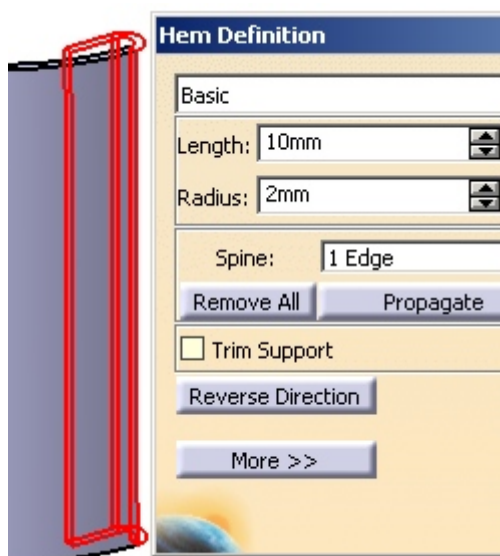 Hem Definition
Basic
Length: 10mm
Radius: 2mm
Spine: 1 Edge
Remove All Propagate
Trim Support
Reverse Direction
More >>